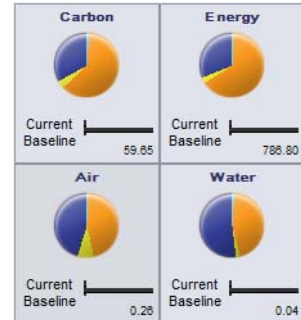 Carbon
Energy
Current
Baseline
59.65
Current
Baseline
786.80
Air
Water
Current
Baseline
0.26
Current
Baseline
0.04